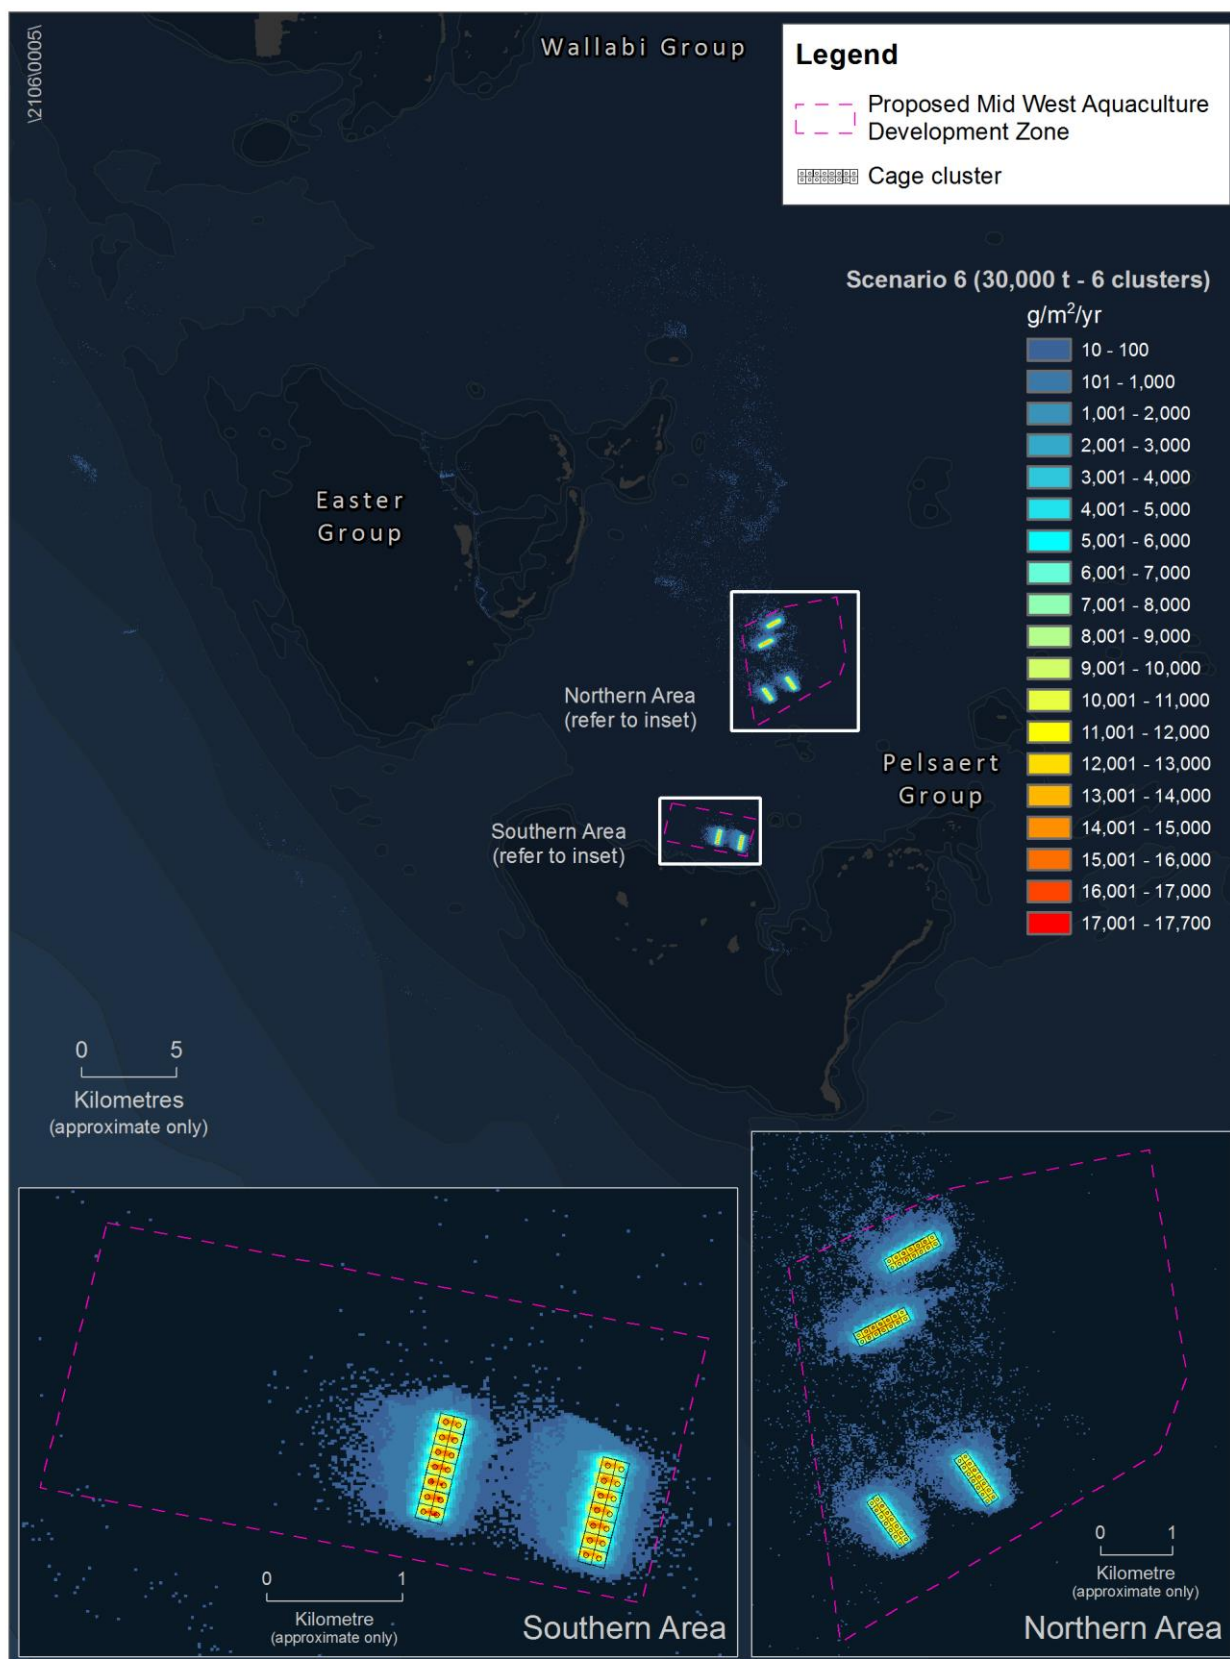 \2106\0005\
Wallabi Group
Legend
Proposed Mid West Aquaculture
Development Zone
Cage cluster
Scenario 6 (30,000 t - 6 clusters)
g/m²/yr
10 - 100
101 - 1,000
1,001 - 2,000
2,001 - 3,000
3,001 - 4,000
4,001 - 5,000
5,001 - 6,000
6,001 - 7,000
7,001 - 8,000
8,001 - 9,000
9,001 - 10,000
10,001 - 11,000
11,001 - 12,000
12,001 - 13,000
13,001 - 14,000
14,001 - 15,000
15,001 - 16,000
16,001 - 17,000
17,001 - 17,700
Easter
Group
Northern Area
(refer to inset)
Pelsaert
Group
Southern Area
(refer to inset)
0 5
Kilometres
(approximate only)
0 1
Kilometre
(approximate only)
Southern Area
0 1
Kilometre
(approximate only)
Northern Area